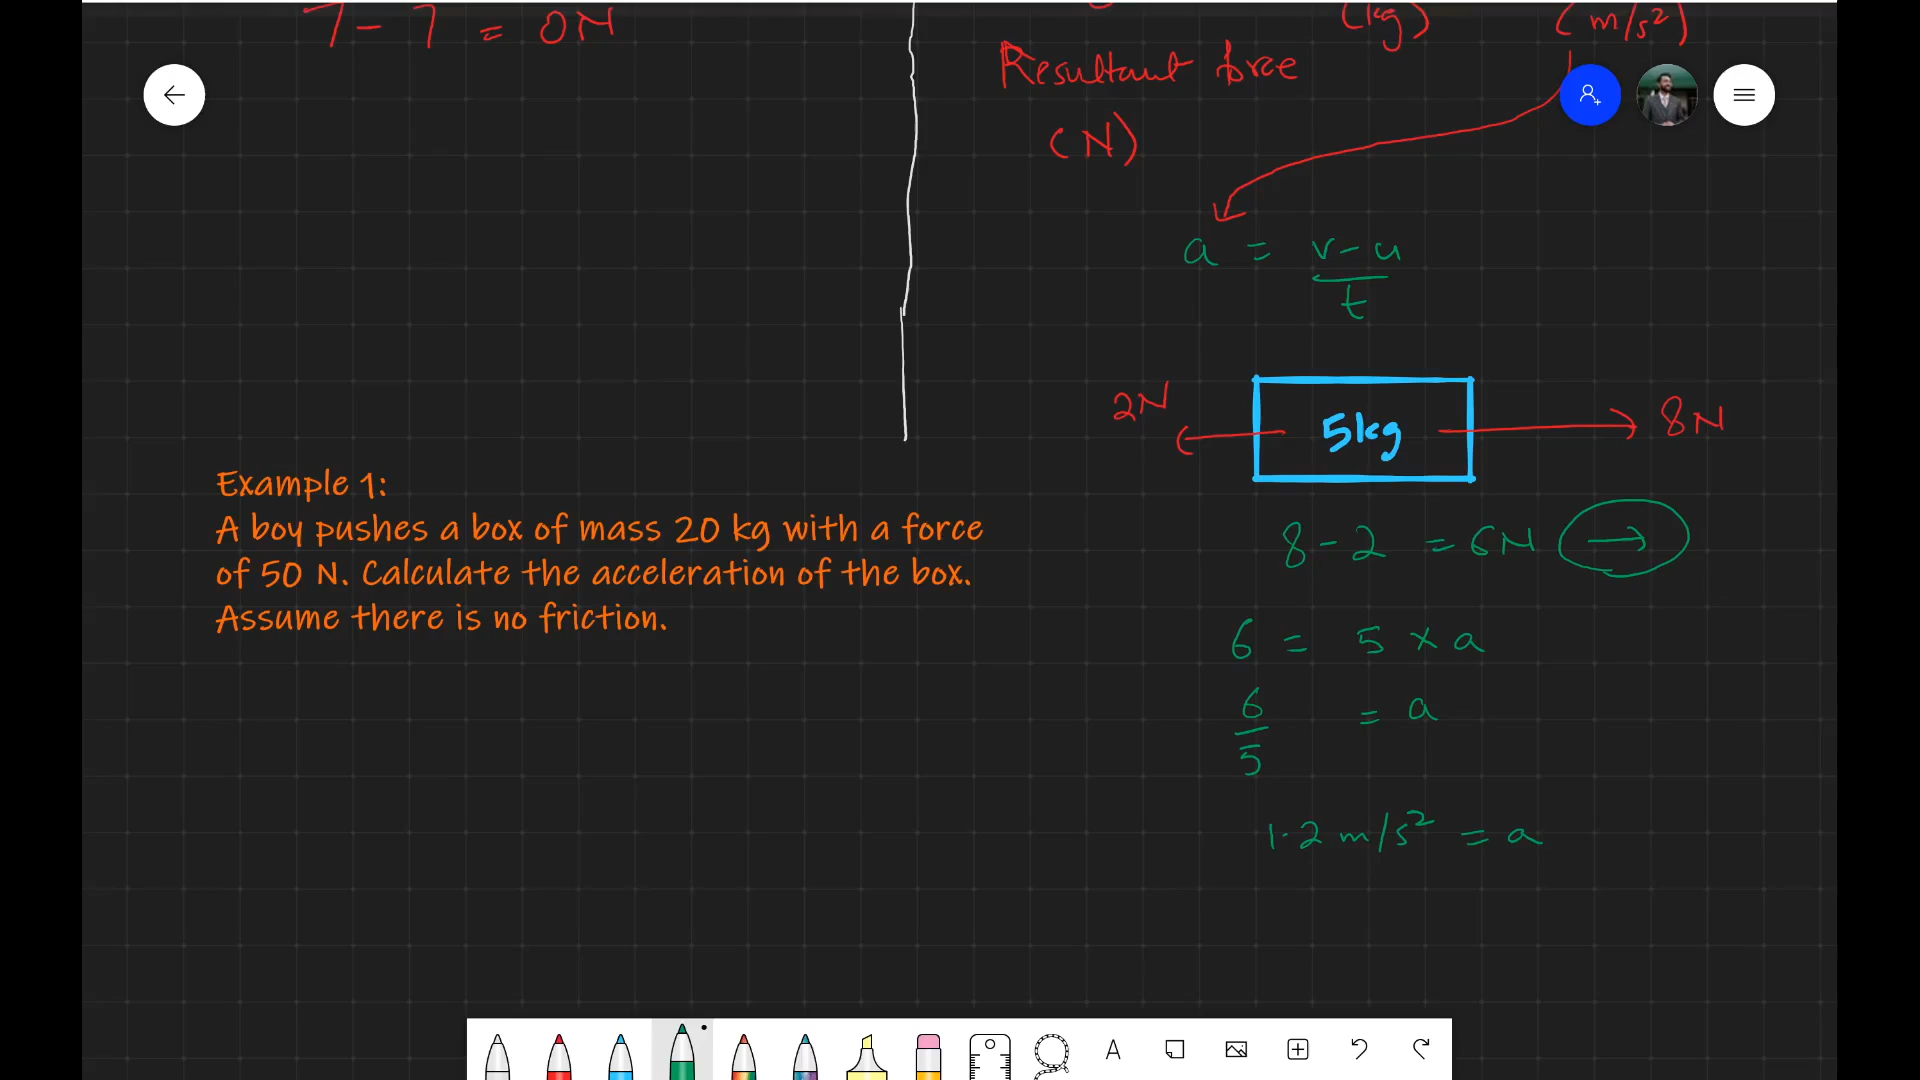 7 - 7 = 0N
(kg) (m/s²)
Resultant force
(N)
a = v-u
t
2N
5kg
8N
Example 1:
A boy pushes a box of mass 20 kg with a force
of 50 N. Calculate the acceleration of the box.
Assume there is no friction.
8 - 2 = 6N
6 = 5 × a
6
5
= a
1.2 m/s² = a
A